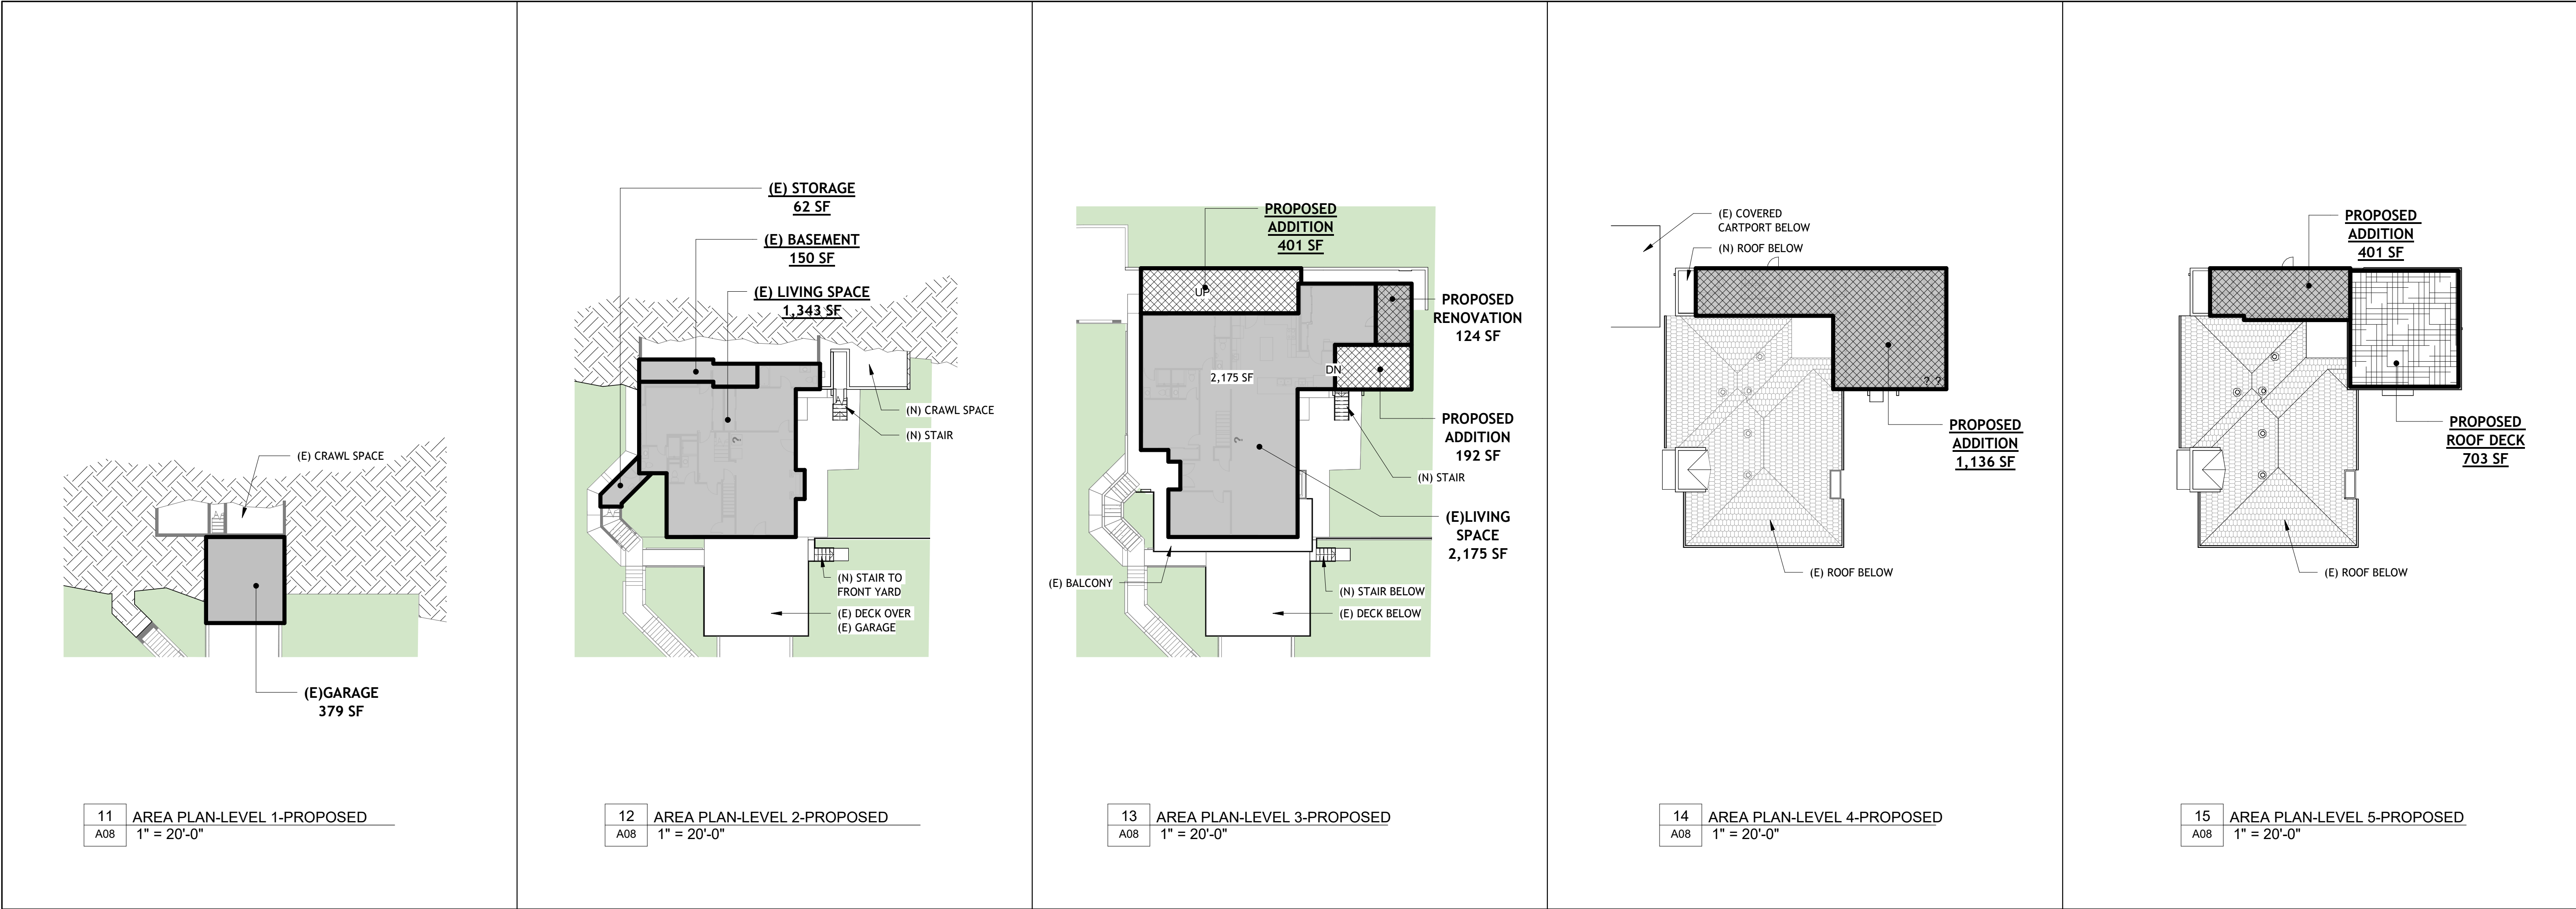 (E) CRAWL SPACE
(E)GARAGE
379 SF
11
A08
AREA PLAN-LEVEL 1-PROPOSED
1" = 20'-0"
(E) STORAGE
62 SF
(E) BASEMENT
150 SF
(E) LIVING SPACE
1,343 SF
?
(N) CRAWL SPACE
(N) STAIR
(N) STAIR TO
FRONT YARD
(E) DECK OVER
(E) GARAGE
12
A08
AREA PLAN-LEVEL 2-PROPOSED
1" = 20'-0"
PROPOSED
ADDITION
401 SF
UP
PROPOSED
RENOVATION
124 SF
DN
2,175 SF
?
PROPOSED
ADDITION
192 SF
(N) STAIR
(E)LIVING
SPACE
2,175 SF
(E) BALCONY
(N) STAIR BELOW
(E) DECK BELOW
13
A08
AREA PLAN-LEVEL 3-PROPOSED
1" = 20'-0"
(E) COVERED
CARTPORT BELOW
(N) ROOF BELOW
? ?
PROPOSED
ADDITION
1,136 SF
(E) ROOF BELOW
14
A08
AREA PLAN-LEVEL 4-PROPOSED
1" = 20'-0"
PROPOSED
ADDITION
401 SF
PROPOSED
ROOF DECK
703 SF
(E) ROOF BELOW
15
A08
AREA PLAN-LEVEL 5-PROPOSED
1" = 20'-0"